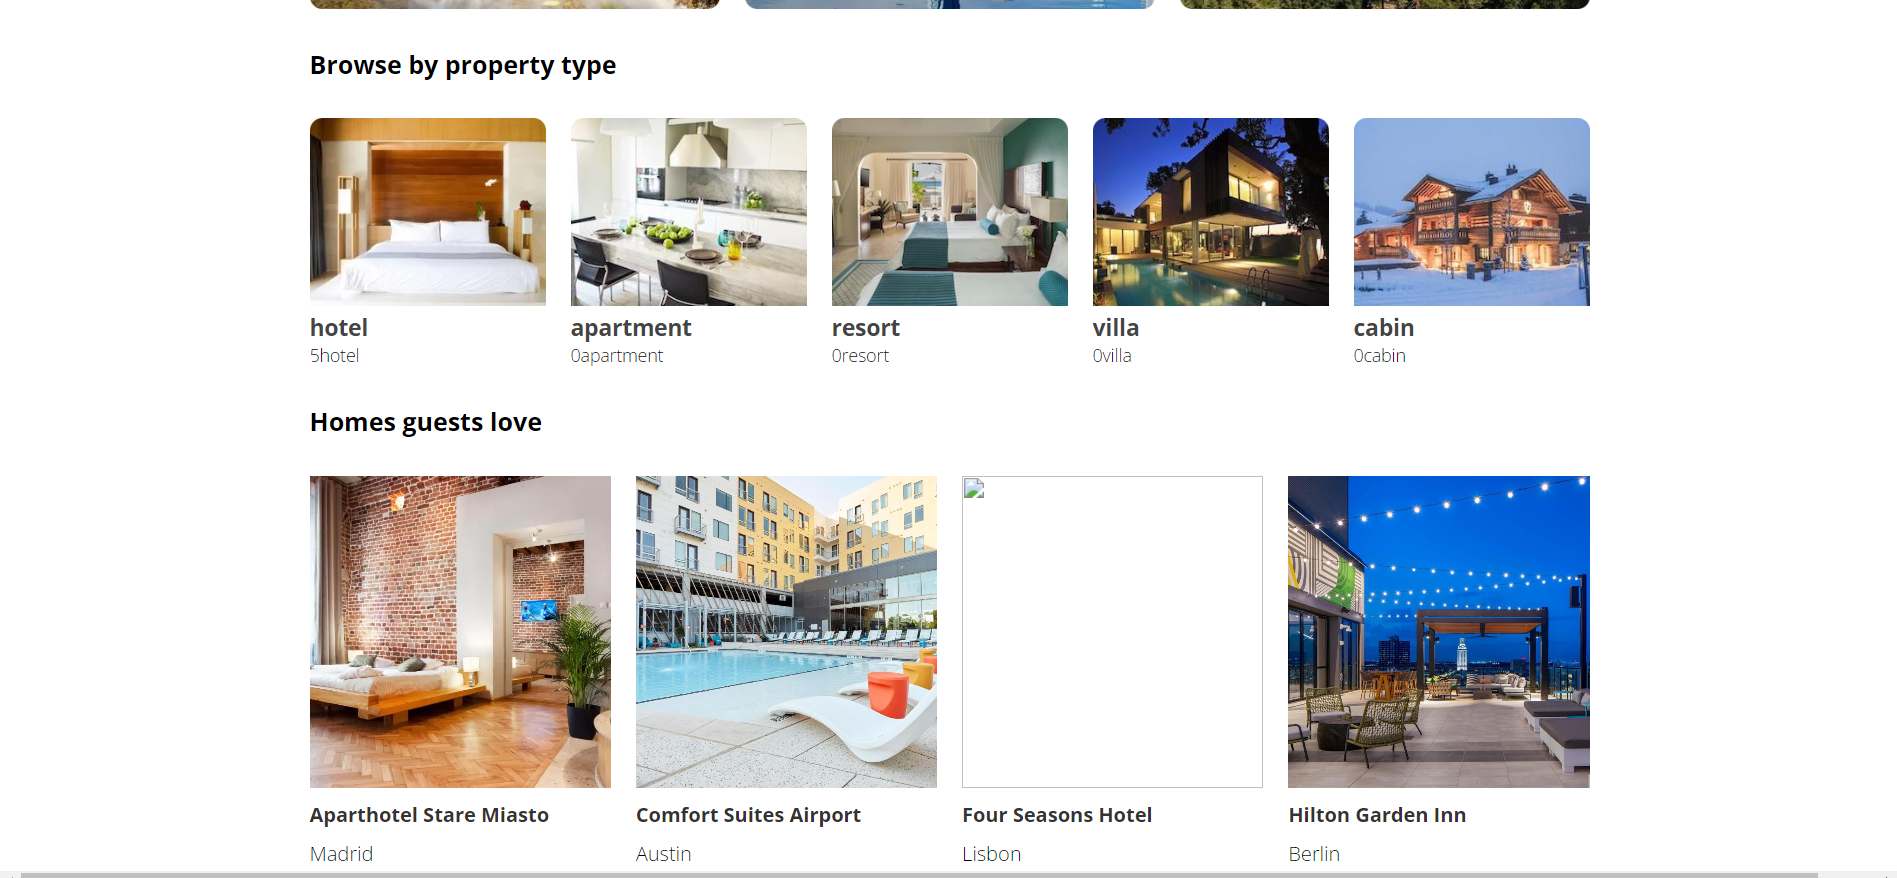 Browse by property type
hotel
5hotel
apartment
0apartment
resort
0resort
villa
0villa
cabin
0cabin
Homes guests love
Aparthotel Stare Miasto
Madrid
Comfort Suites Airport
Austin
Four Seasons Hotel
Lisbon
Hilton Garden Inn
Berlin